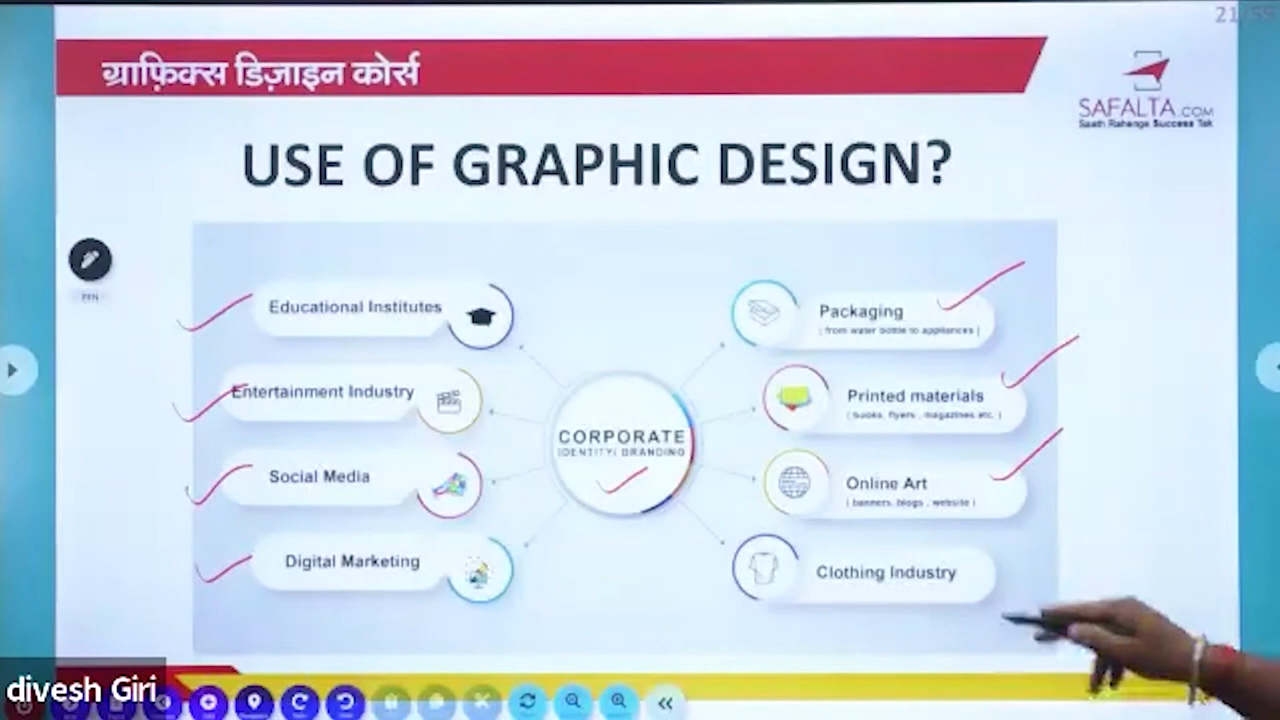 ग्राफ़िक्स डिज़ाइन कोर्स
SAFALTA.COM
Saath Rahenge Success Tak
USE OF GRAPHIC DESIGN?
PEN
Educational Institutes
Entertainment Industry
Social Media
Digital Marketing
CORPORATE
IDENTITY/ BRANDING
Packaging
( from water bottle to appliances )
Printed materials
( books, flyers , magazines etc. )
Online Art
( banners, blogs , website )
Clothing Industry
divesh Giri